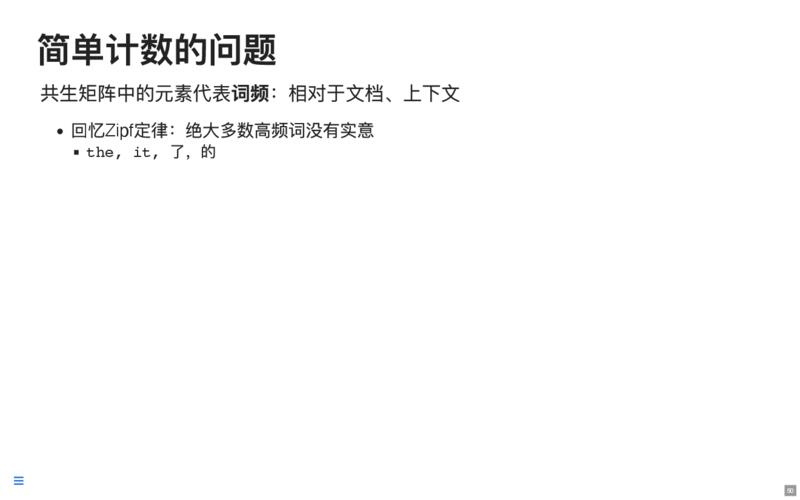 简单计数的问题
共生矩阵中的元素代表词频：相对于文档、上下文
• 回忆Zipf定律：绝大多数高频词没有实意
▪ the, it, 了，的
60